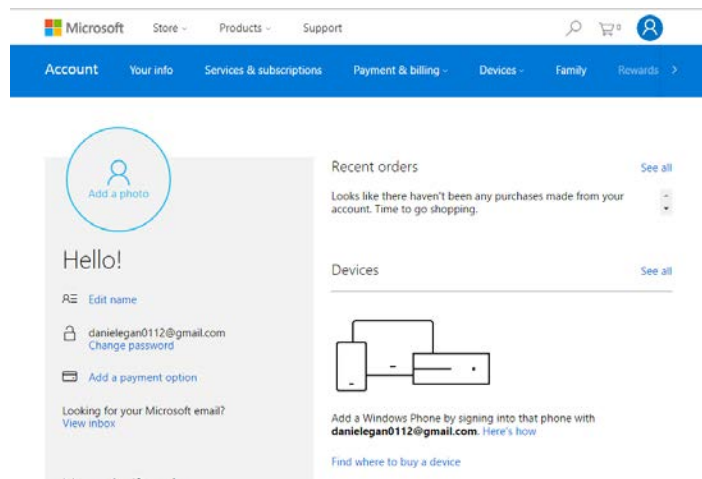 Microsoft Store Products Support 0
Account Your info Services & subscriptions Payment & billing Devices Family Rewards
Add a photo
Hello!
Edit name
danielegan0112@gmail.com
Change password
Add a payment option
Looking for your Microsoft email?
View inbox
Recent orders See all
Looks like there haven't been any purchases made from your
account. Time to go shopping.
Devices See all
Add a Windows Phone by signing into that phone with
danielegan0112@gmail.com. Here's how
Find where to buy a device